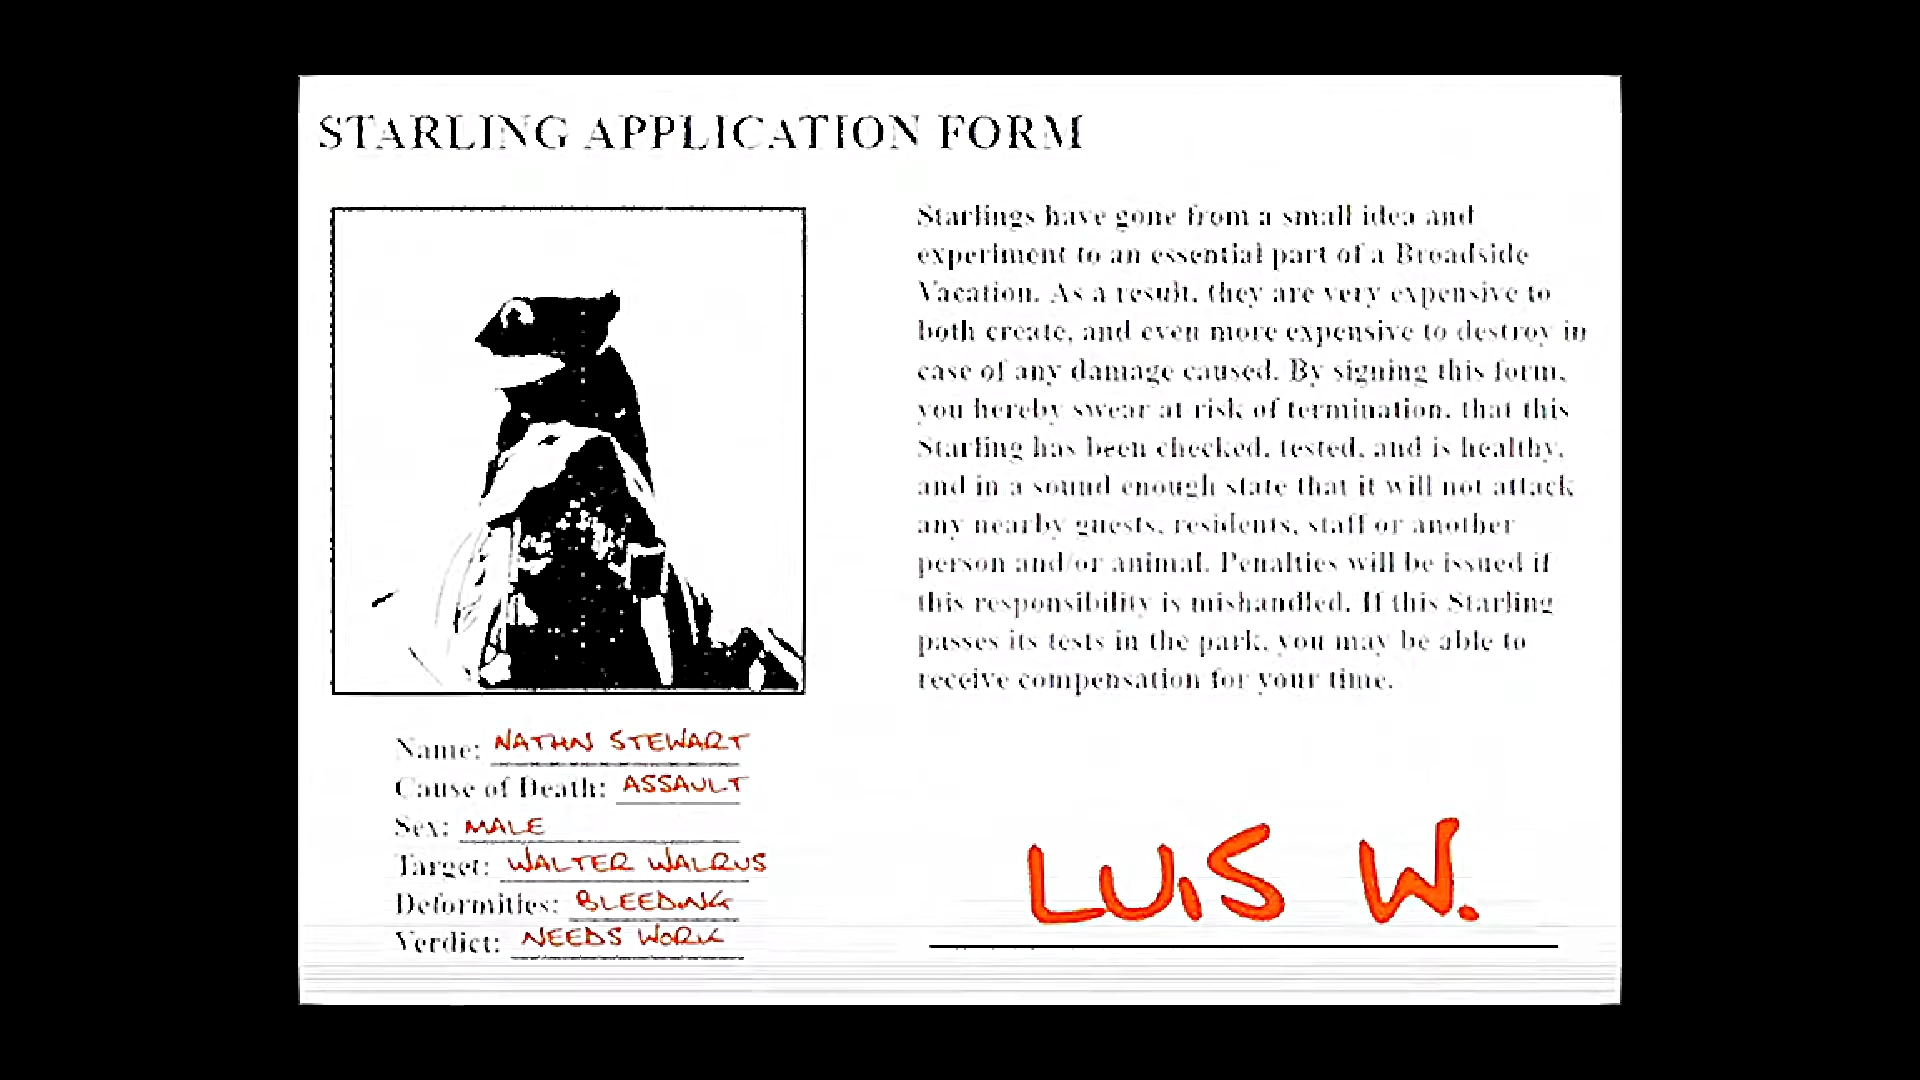 STARLING APPLICATION FORM
Starlings have gone from a small idea and
experiment to an essential part of a Broadside
Vacation. As a result, they are very expensive to
both create, and even more expensive to destroy in
case of any damage caused. By signing this form,
you hereby swear at risk of termination, that this
Starling has been checked, tested, and is healthy,
and in a sound enough state that it will not attack
any nearby guests, residents, staff or another
person and/or animal. Penalties will be issued if
this responsibility is mishandled. If this Starling
passes its tests in the park, you may be able to
receive compensation for your time.
Name: NATHN STEWART
Cause of Death: ASSAULT
Sex: MALE
Target: WALTER WALRUS
Deformities: BLEEDING
Verdict: NEEDS WORK
LUIS W.